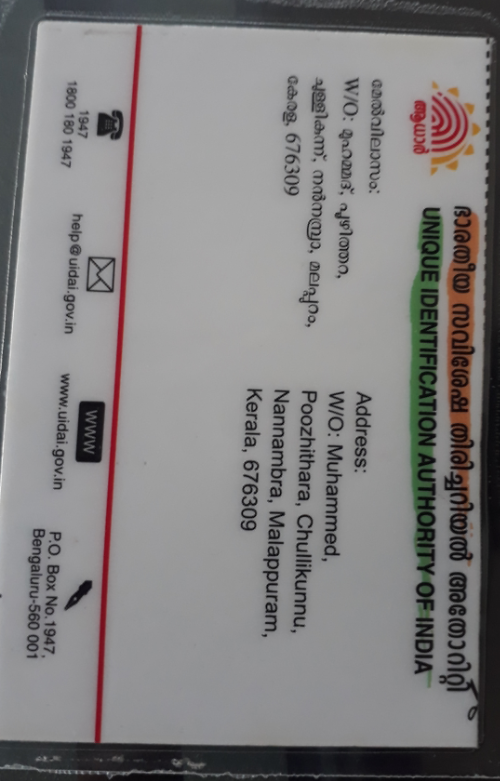 ഭാരതീയ സവിശേഷ തിരിച്ചറിയൽ അതോറിറ്റി
UNIQUE IDENTIFICATION AUTHORITY OF INDIA
ആധാർ
മേൽവിലാസം:
W/O: മുഹമ്മദ്, പൂഴിത്തറ,
ചുള്ളികുന്ന്, നൻനമ്പ്ര, മലപ്പുറം,
കേരള, 676309
Address:
W/O: Muhammed,
Poozhithara, Chullikunnu,
Nannambra, Malappuram,
Kerala, 676309
1947
1800 180 1947
help@uidai.gov.in
www
www.uidai.gov.in
P.O. Box No.1947,
Bengaluru-560 001